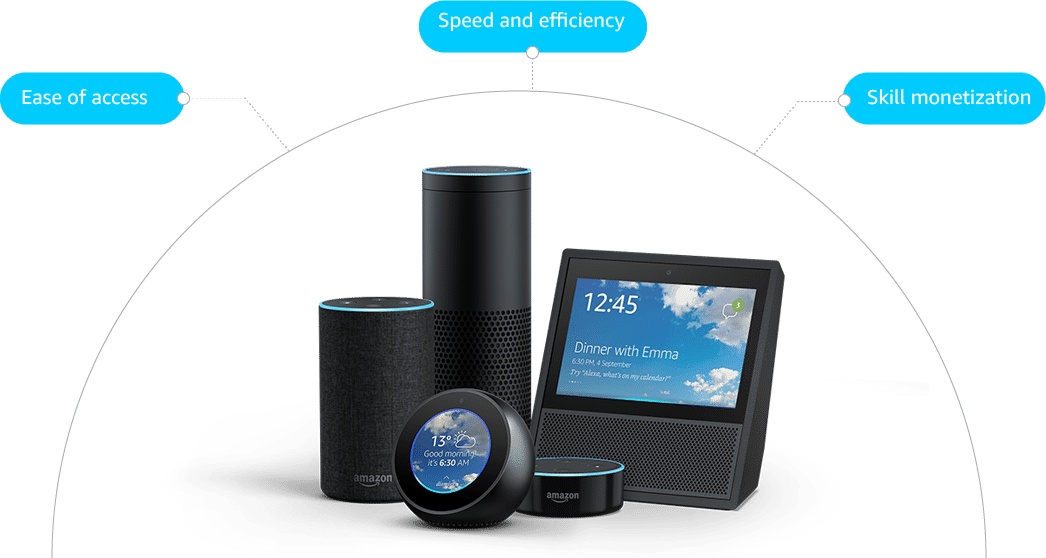 Speed and efficiency
Ease of access
Skill monetization
12:45
3
Dinner with Emma
6:30 PM, 4 September
Try "Alexa, what's on my calendar!"
13°
Good morning!
it's 6:30 AM
amazon
amazon